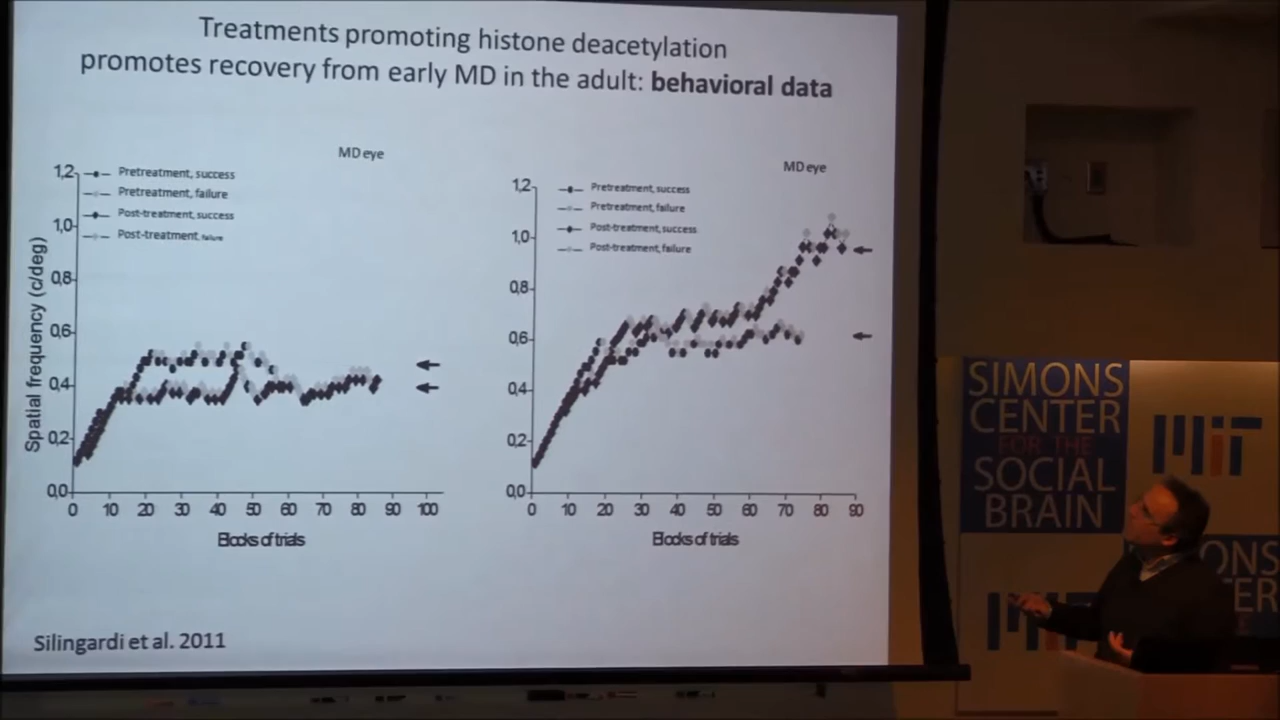 Treatments promoting histone deacetylation
promotes recovery from early MD in the adult: behavioral data
MD eye
Pretreatment, success
Pretreatment, failure
Post-treatment, success
Post-treatment, failure
1,2
1,0
0,8
0,6
0,4
0,2
0,0
Spatial frequency (c/deg)
0 10 20 30 40 50 60 70 80 90 100
Blocks of trials
MD eye
Pretreatment, success
Pretreatment, failure
Post-treatment, success
Post-treatment, failure
1,2
1,0
0,8
0,6
0,4
0,2
0,0
0 10 20 30 40 50 60 70 80 90
Blocks of trials
Silingardi et al. 2011
SIMONS
CENTER
FOR THE
SOCIAL
BRAIN
MIT
ONS
ER
MIT